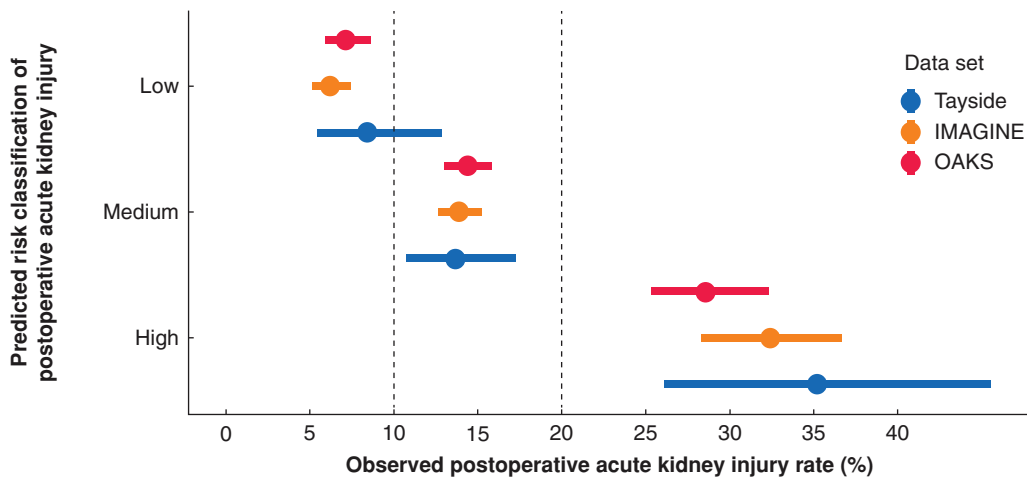 Predicted risk classification of
postoperative acute kidney injury
Low
Medium
High
Data set
Tayside
IMAGINE
OAKS
0 5 10 15 20 25 30 35 40
Observed postoperative acute kidney injury rate (%)